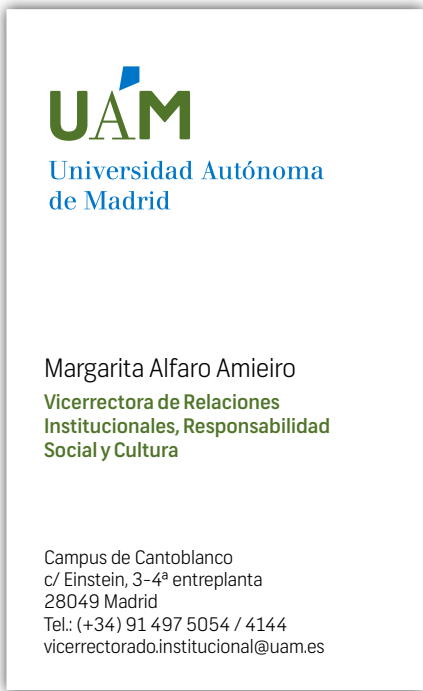 UAM
Universidad Autónoma
de Madrid
Margarita Alfaro Amieiro
Vicerrectora de Relaciones
Institucionales, Responsabilidad
Social y Cultura
Campus de Cantoblanco
c/ Einstein, 3-4ª entreplanta
28049 Madrid
Tel.: (+34) 91 497 5054 / 4144
vicerrectorado.institucional@uam.es